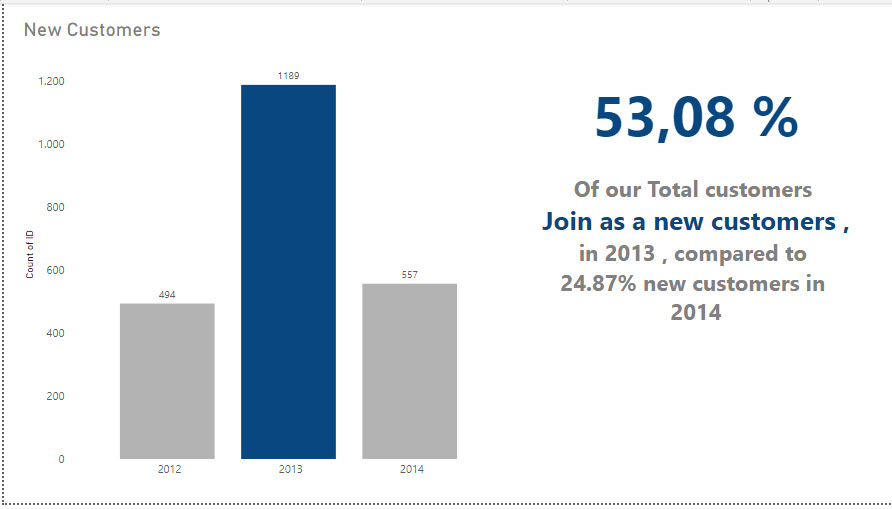 New Customers
1.200
1.000
800
600
400
200
0
Count of ID
1189
494
557
2012
2013
2014
53,08 %
Of our Total customers
Join as a new customers ,
in 2013 , compared to
24.87% new customers in
2014